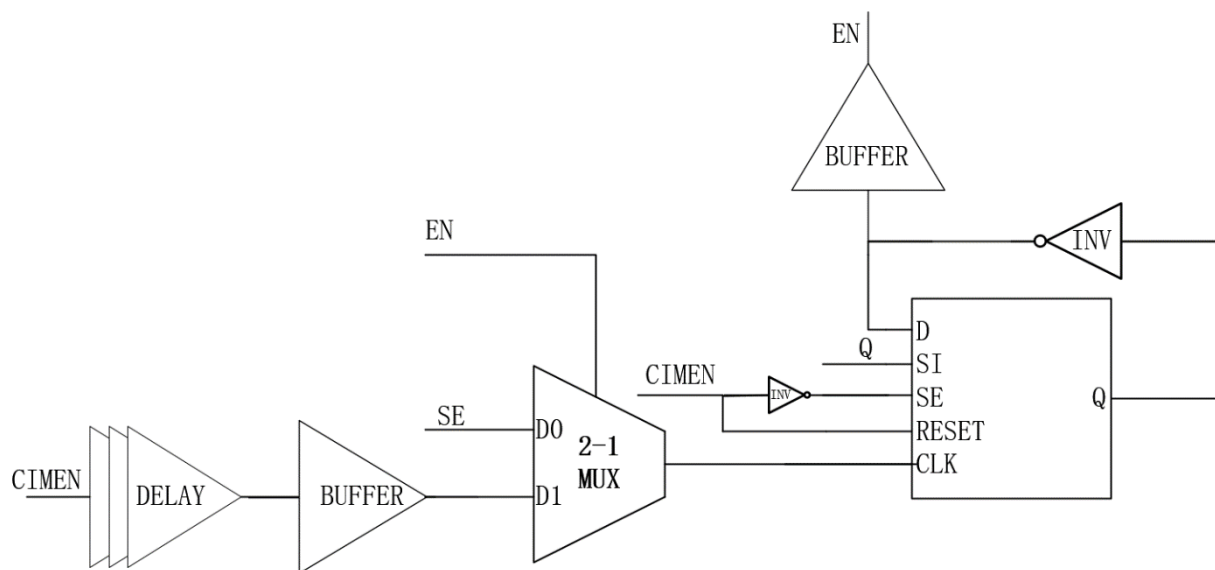 EN
BUFFER
EN
INV
D
Q
SI
CIMEN
INV
SE
Q
SE
D0
2-1
MUX
RESET
CLK
CIMEN
DELAY
BUFFER
D1